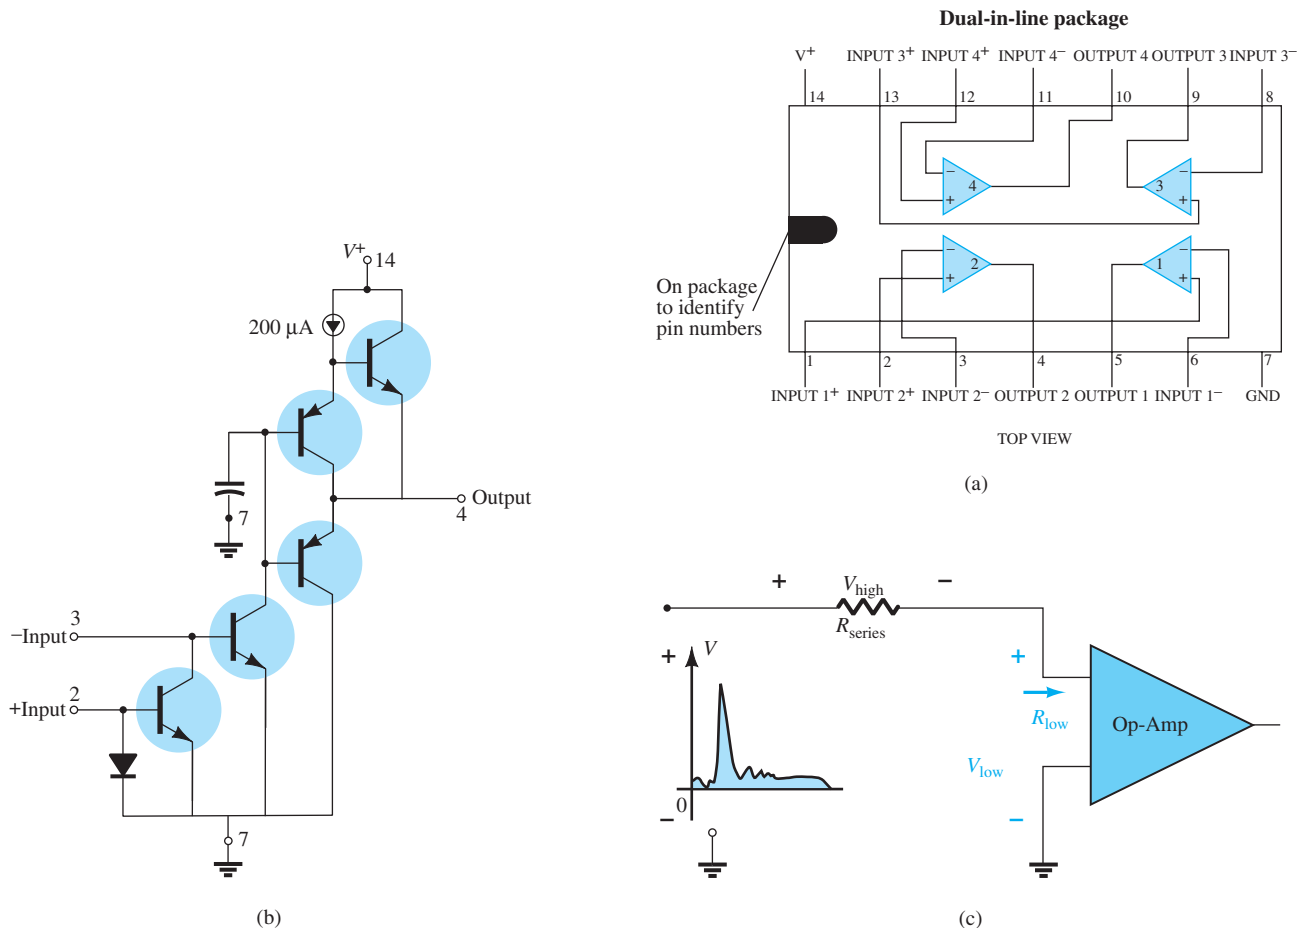 Dual-in-line package
V+ INPUT 3+ INPUT 4+ INPUT 4− OUTPUT 4 OUTPUT 3 INPUT 3−
14 13 12 11 10 9 8
− 4 +
− 3 +
− 2 +
− 1 +
On package
to identify
pin numbers
1 2 3 4 5 6 7
INPUT 1+ INPUT 2+ INPUT 2− OUTPUT 2 OUTPUT 1 INPUT 1− GND
TOP VIEW
(a)
V+
14
200 μA
Output
4
7
3
−Input
2
+Input
7
(b)
+ Vhigh −
Rseries
+ V
0
−
+
Rlow
Vlow
−
Op-Amp
(c)